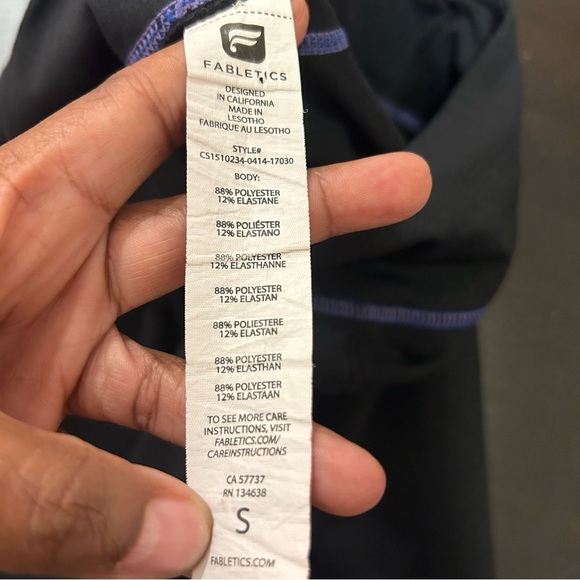 FABLETICS
DESIGNED
IN CALIFORNIA
MADE IN
LESOTHO
FABRIQUE AU LESOTHO
STYLE#
CS1510234-0414-17030
BODY:
88% POLYESTER
12% ELASTANE
88% POLIÉSTER
12% ELASTANO
88% POLYESTER
12% ELASTHANNE
88% POLYESTER
12% ELASTAN
88% POLIESTERE
12% ELASTAN
88% POLYESTER
12% ELASTHAN
88% POLYESTER
12% ELASTAAN
TO SEE MORE CARE
INSTRUCTIONS, VISIT
FABLETICS.COM/
CAREINSTRUCTIONS
CA 57737
RN 134638
S
FABLETICS.COM